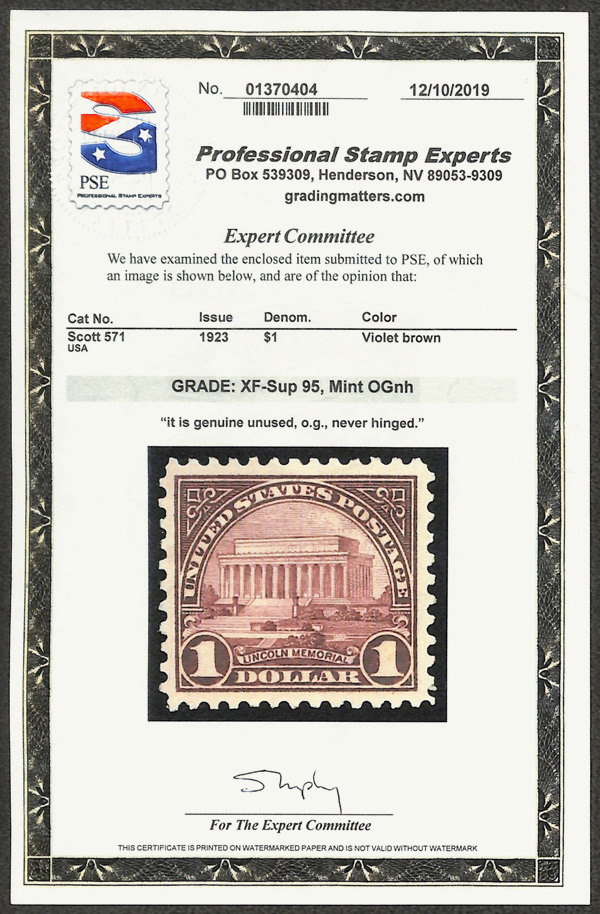 No. 01370404 12/10/2019
PSE
PROFESSIONAL STAMP EXPERTS
Professional Stamp Experts
PO Box 539309, Henderson, NV 89053-9309
gradingmatters.com
Expert Committee
We have examined the enclosed item submitted to PSE, of which
an image is shown below, and are of the opinion that:
Cat No. Issue Denom. Color
Scott 571 1923 $1 Violet brown
USA
GRADE: XF-Sup 95, Mint OGnh
“it is genuine unused, o.g., never hinged.”
UNITED STATES POSTAGE
LINCOLN MEMORIAL
1 DOLLAR 1
For The Expert Committee
THIS CERTIFICATE IS PRINTED ON WATERMARKED PAPER AND IS NOT VALID WITHOUT WATERMARK